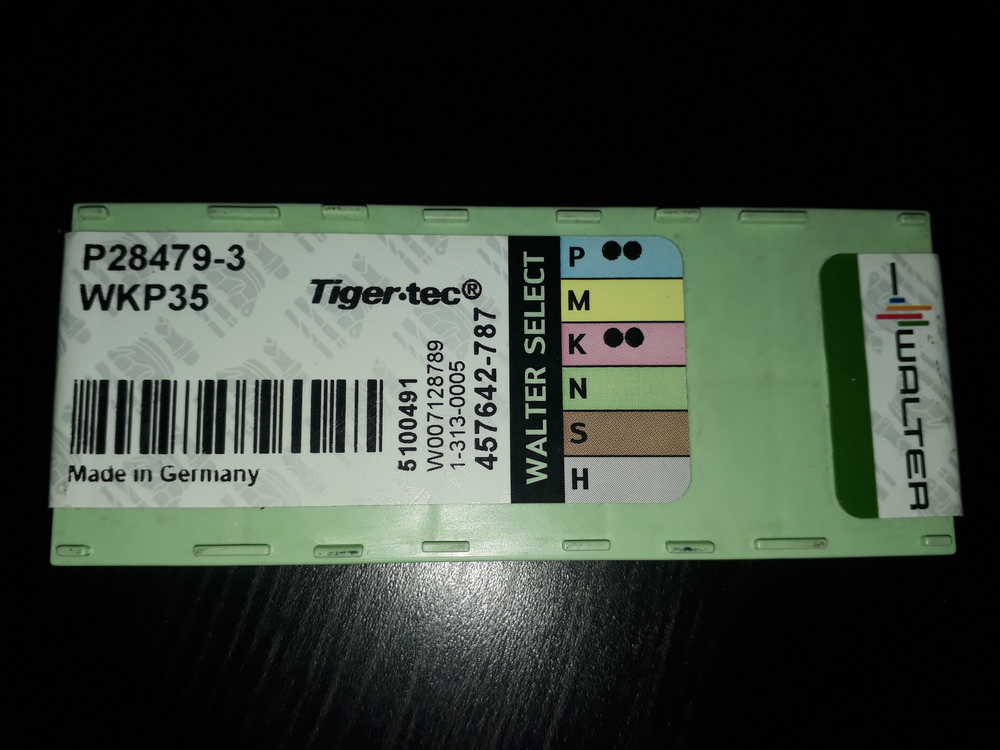 P28479-3
WKP35
Tiger·tec®
Made in Germany
5100491
W007128789
1-313-0005
457642-787
WALTER SELECT
P
M
K
N
S
H
WALTER